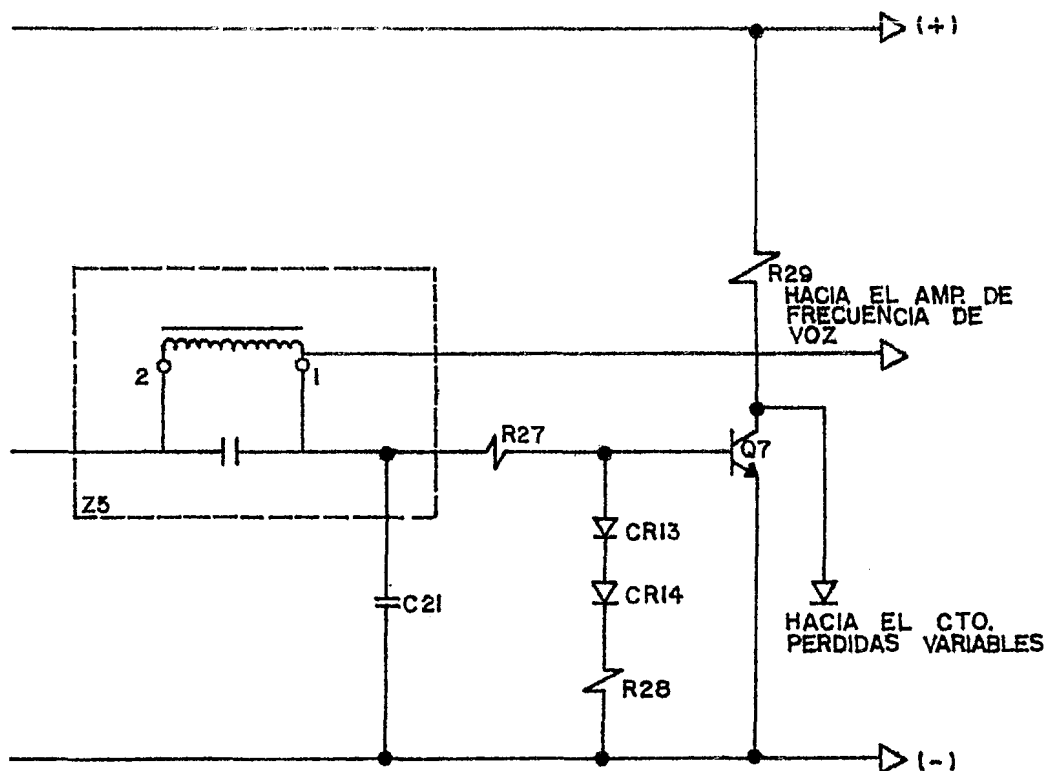 (+)
R29
HACIA EL AMP. DE
FRECUENCIA DE
VOZ
2
1
R27
Q7
Z5
CR13
CR14
C21
HACIA EL CTO.
PERDIDAS VARIABLES
R28
(-)